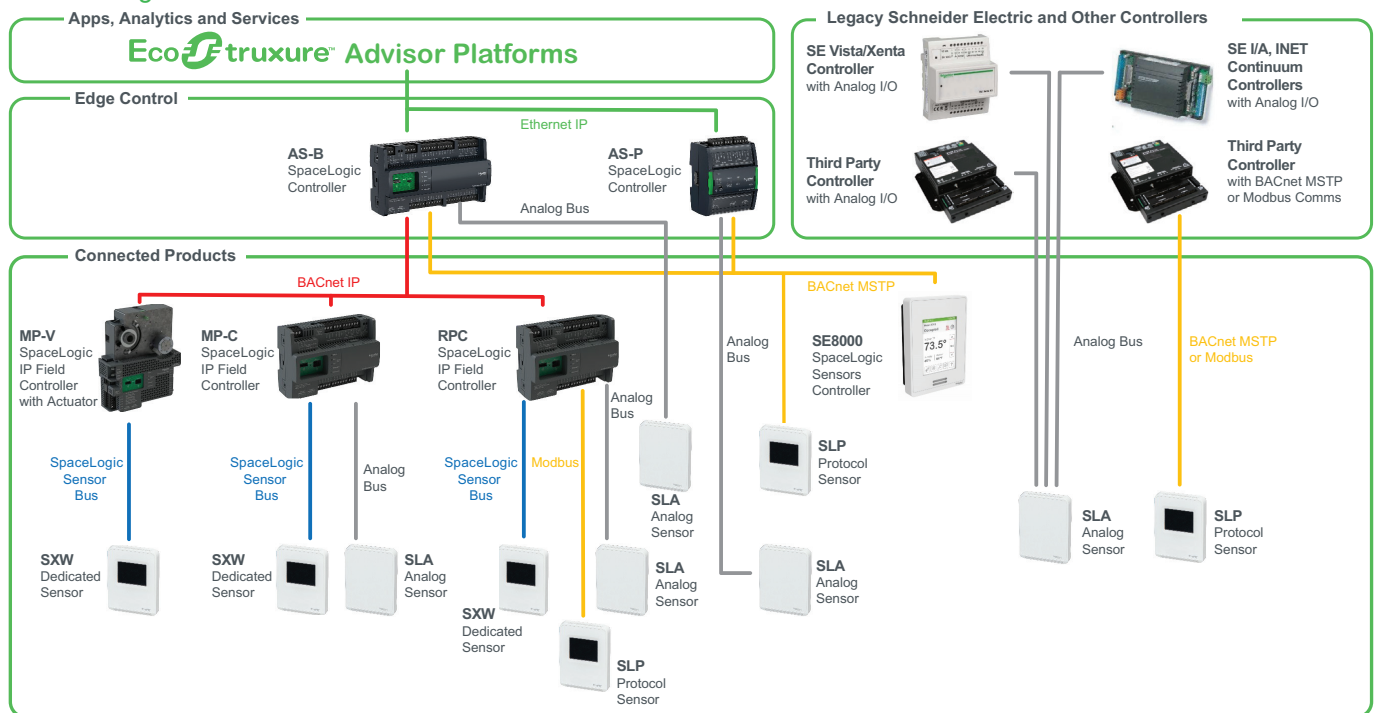 Apps, Analytics and Services
EcoStruxure™ Advisor Platforms
Edge Control
Ethernet IP
AS-B
SpaceLogic
Controller
AS-P
SpaceLogic
Controller
Analog Bus
Legacy Schneider Electric and Other Controllers
SE Vista/Xenta
Controller
with Analog I/O
SE I/A, INET
Continuum
Controllers
with Analog I/O
Third Party
Controller
with Analog I/O
Third Party
Controller
with BACnet MSTP
or Modbus Comms
Connected Products
BACnet IP
BACnet MSTP
MP-V
SpaceLogic
IP Field
Controller
with Actuator
MP-C
SpaceLogic
IP Field
Controller
RPC
SpaceLogic
IP Field
Controller
Analog
Bus
Analog
Bus
73.5°
SE8000
SpaceLogic
Sensors
Controller
Analog Bus
BACnet MSTP
or Modbus
SpaceLogic
Sensor
Bus
SpaceLogic
Sensor
Bus
Analog
Bus
SpaceLogic
Sensor
Bus
Modbus
SLA
Analog
Sensor
SLP
Protocol
Sensor
SLA
Analog
Sensor
SLP
Protocol
Sensor
SXW
Dedicated
Sensor
SXW
Dedicated
Sensor
SLA
Analog
Sensor
SXW
Dedicated
Sensor
SLA
Analog
Sensor
SLA
Analog
Sensor
SLP
Protocol
Sensor